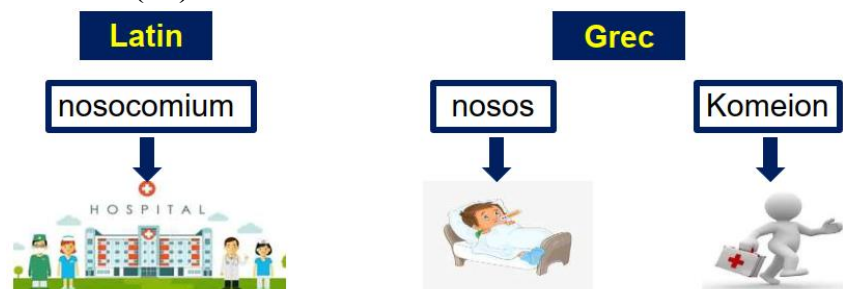 Latin
Grec
nosocomium
nosos
Komeion
HOSPITAL